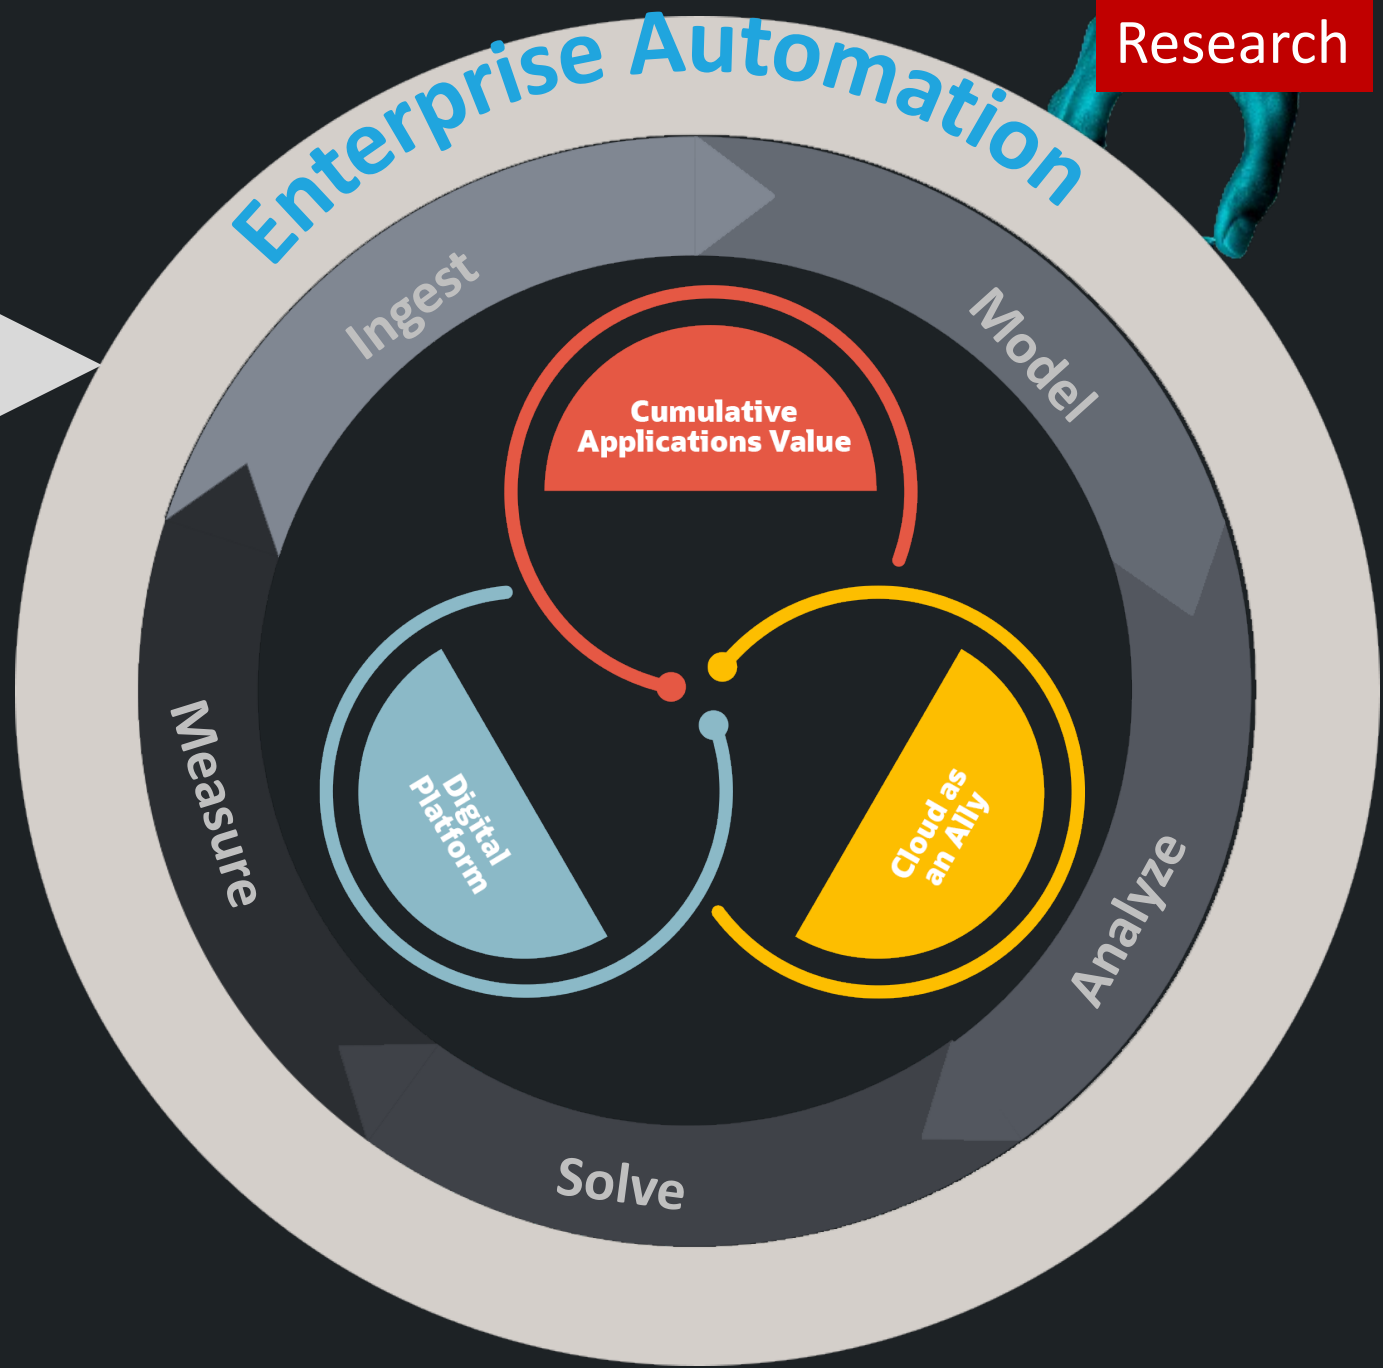 Research
Enterprise Automation
Ingest
Model
Cumulative
Applications Value
Measure
Digital
Platform
Cloud as
an Ally
Analyze
Solve